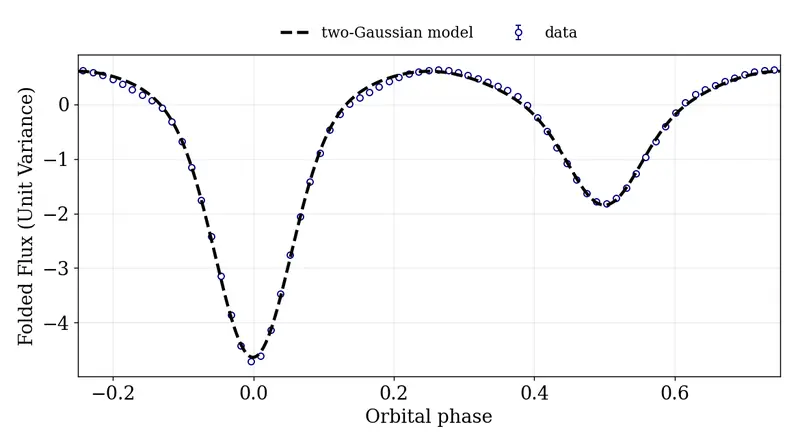 two-Gaussian model
data
Folded Flux (Unit Variance)
0
−1
−2
−3
−4
−0.2
0.0
0.2
0.4
0.6
Orbital phase